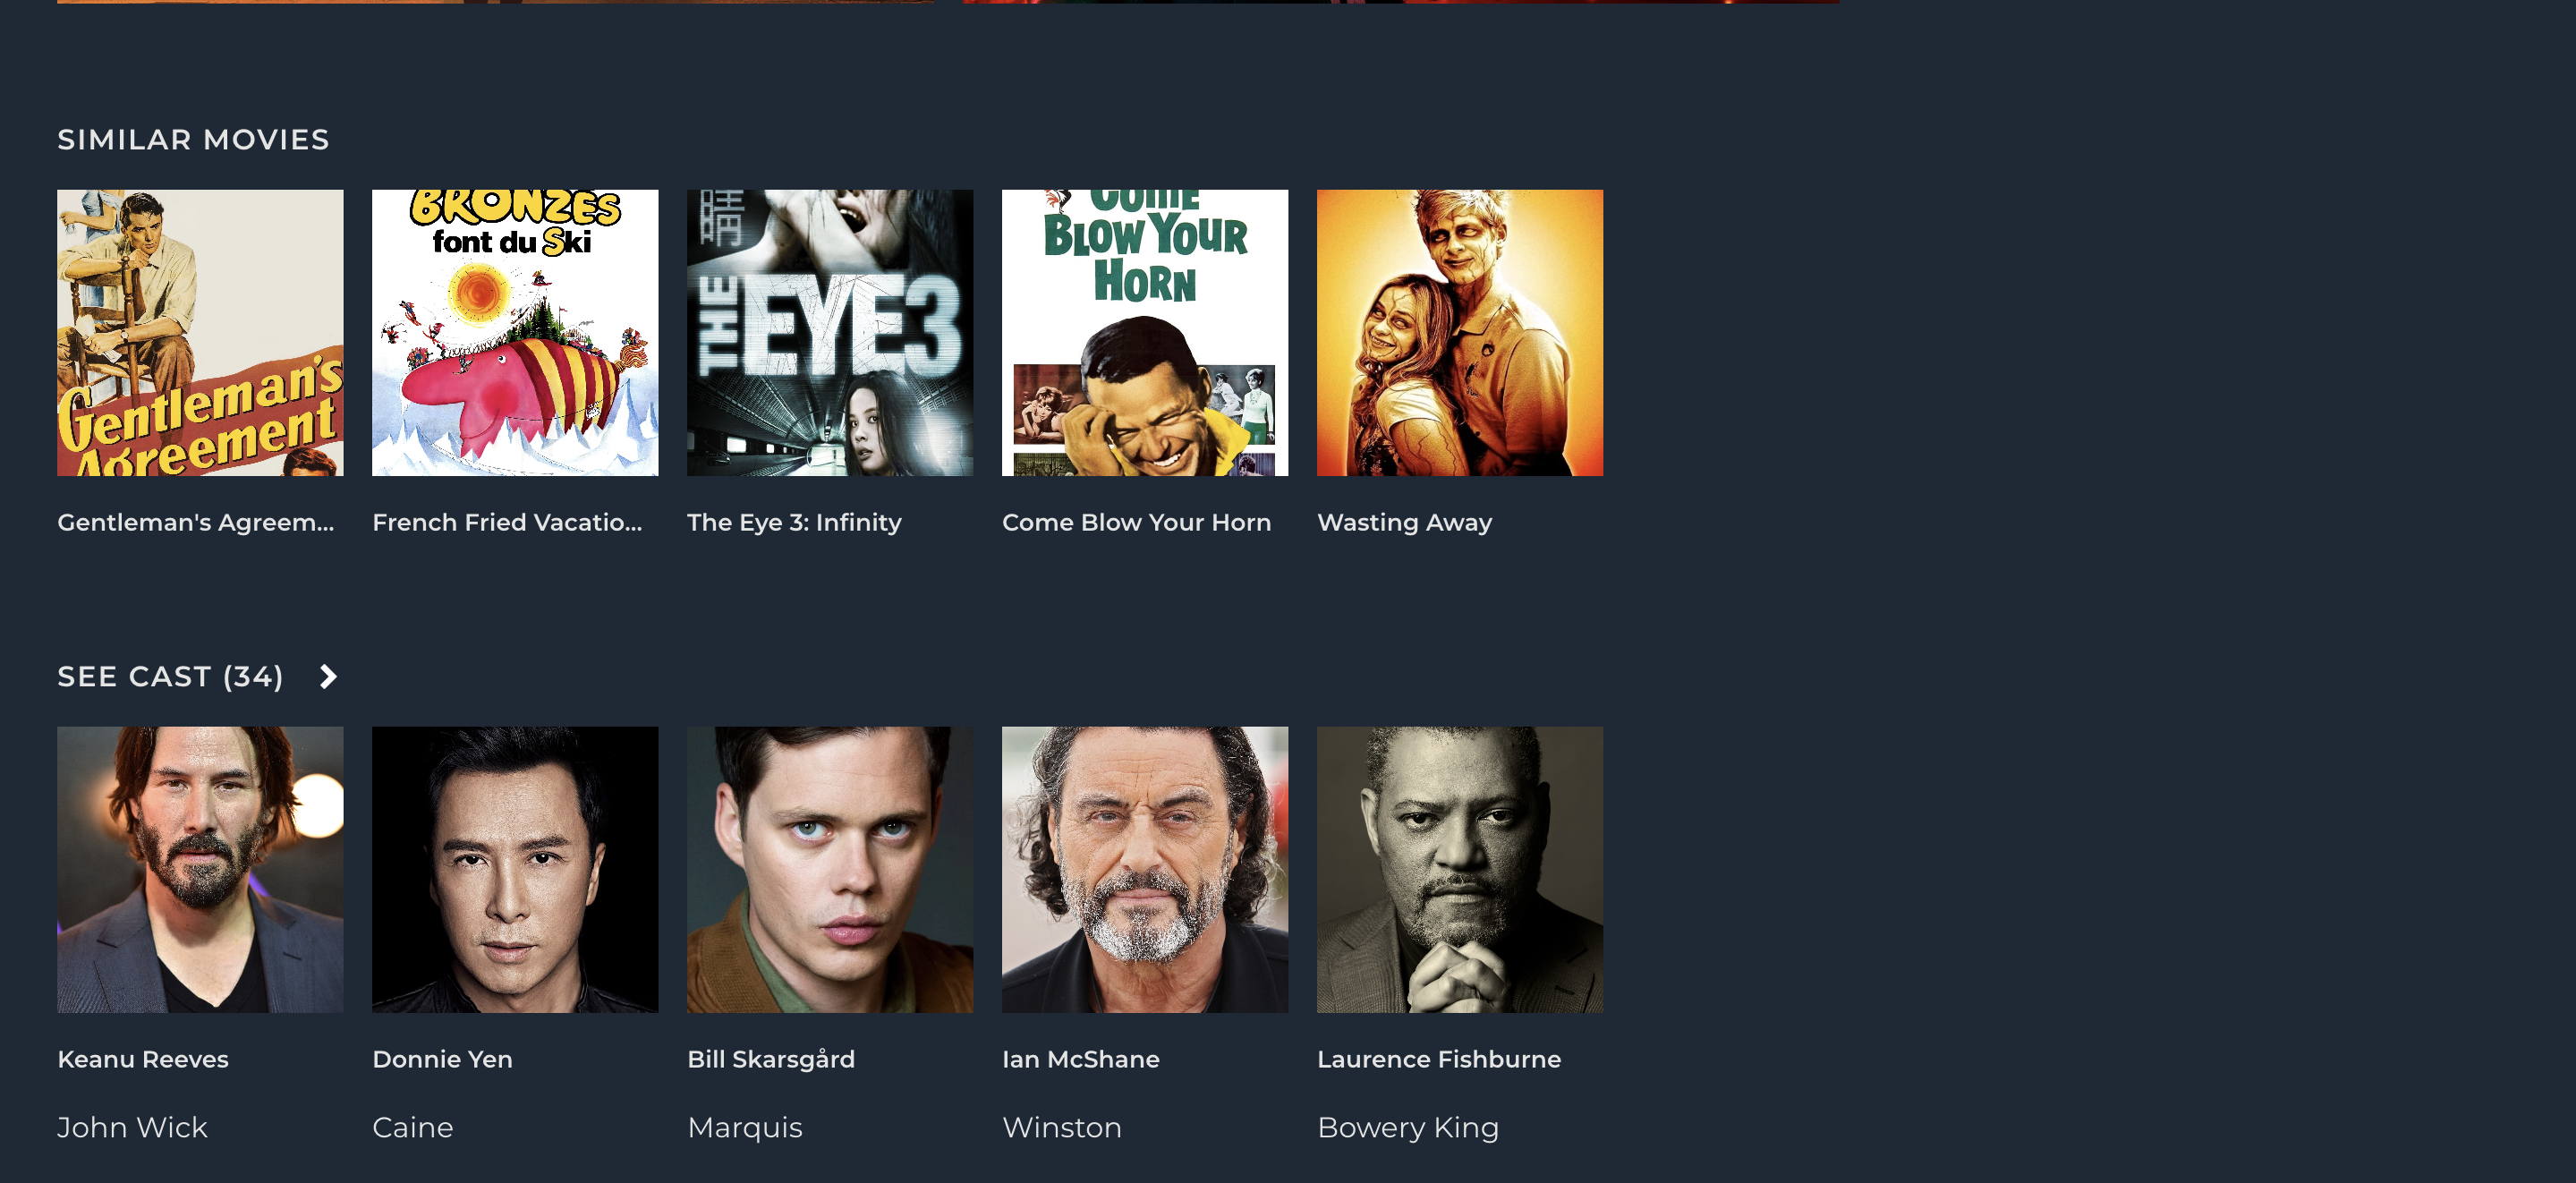 SIMILAR MOVIES
BRONZÉS
font du Ski
THE EYE 3
COME
BLOW YOUR
HORN
Gentleman's
Agreement
Gentleman's Agreem...
French Fried Vacatio...
The Eye 3: Infinity
Come Blow Your Horn
Wasting Away
SEE CAST (34)
Keanu Reeves
Donnie Yen
Bill Skarsgård
Ian McShane
Laurence Fishburne
John Wick
Caine
Marquis
Winston
Bowery King